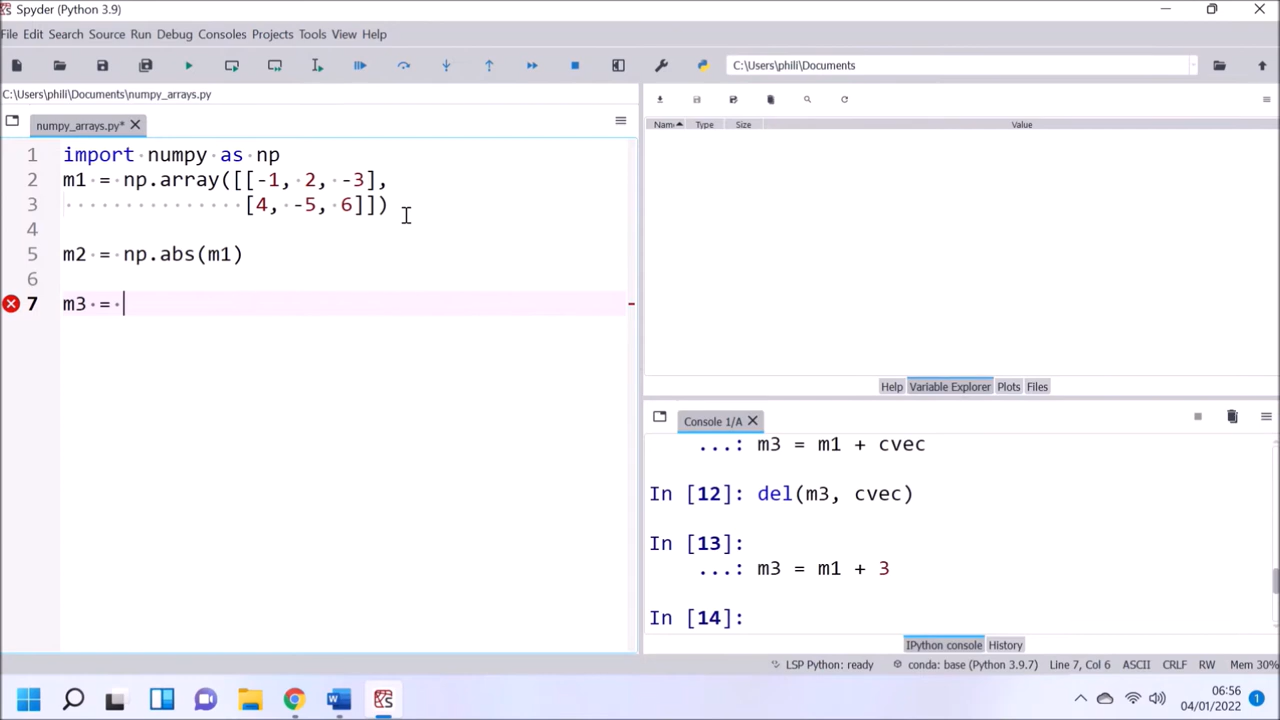 Spyder (Python 3.9)
File Edit Search Source Run Debug Consoles Projects Tools View Help
C:\Users\phili\Documents
C:\Users\phili\Documents\numpy_arrays.py
numpy_arrays.py*
1 import numpy as np
2 m1 = np.array([[-1, 2, -3],
3 [4, -5, 6]])
4
5 m2 = np.abs(m1)
6
7 m3 =
Name Type Size Value
Help Variable Explorer Plots Files
Console 1/A
...: m3 = m1 + cvec
In [12]: del(m3, cvec)
In [13]:
...: m3 = m1 + 3
In [14]:
IPython console History
LSP Python: ready conda: base (Python 3.9.7) Line 7, Col 6 ASCII CRLF RW Mem 30%
06:56
04/01/2022
1